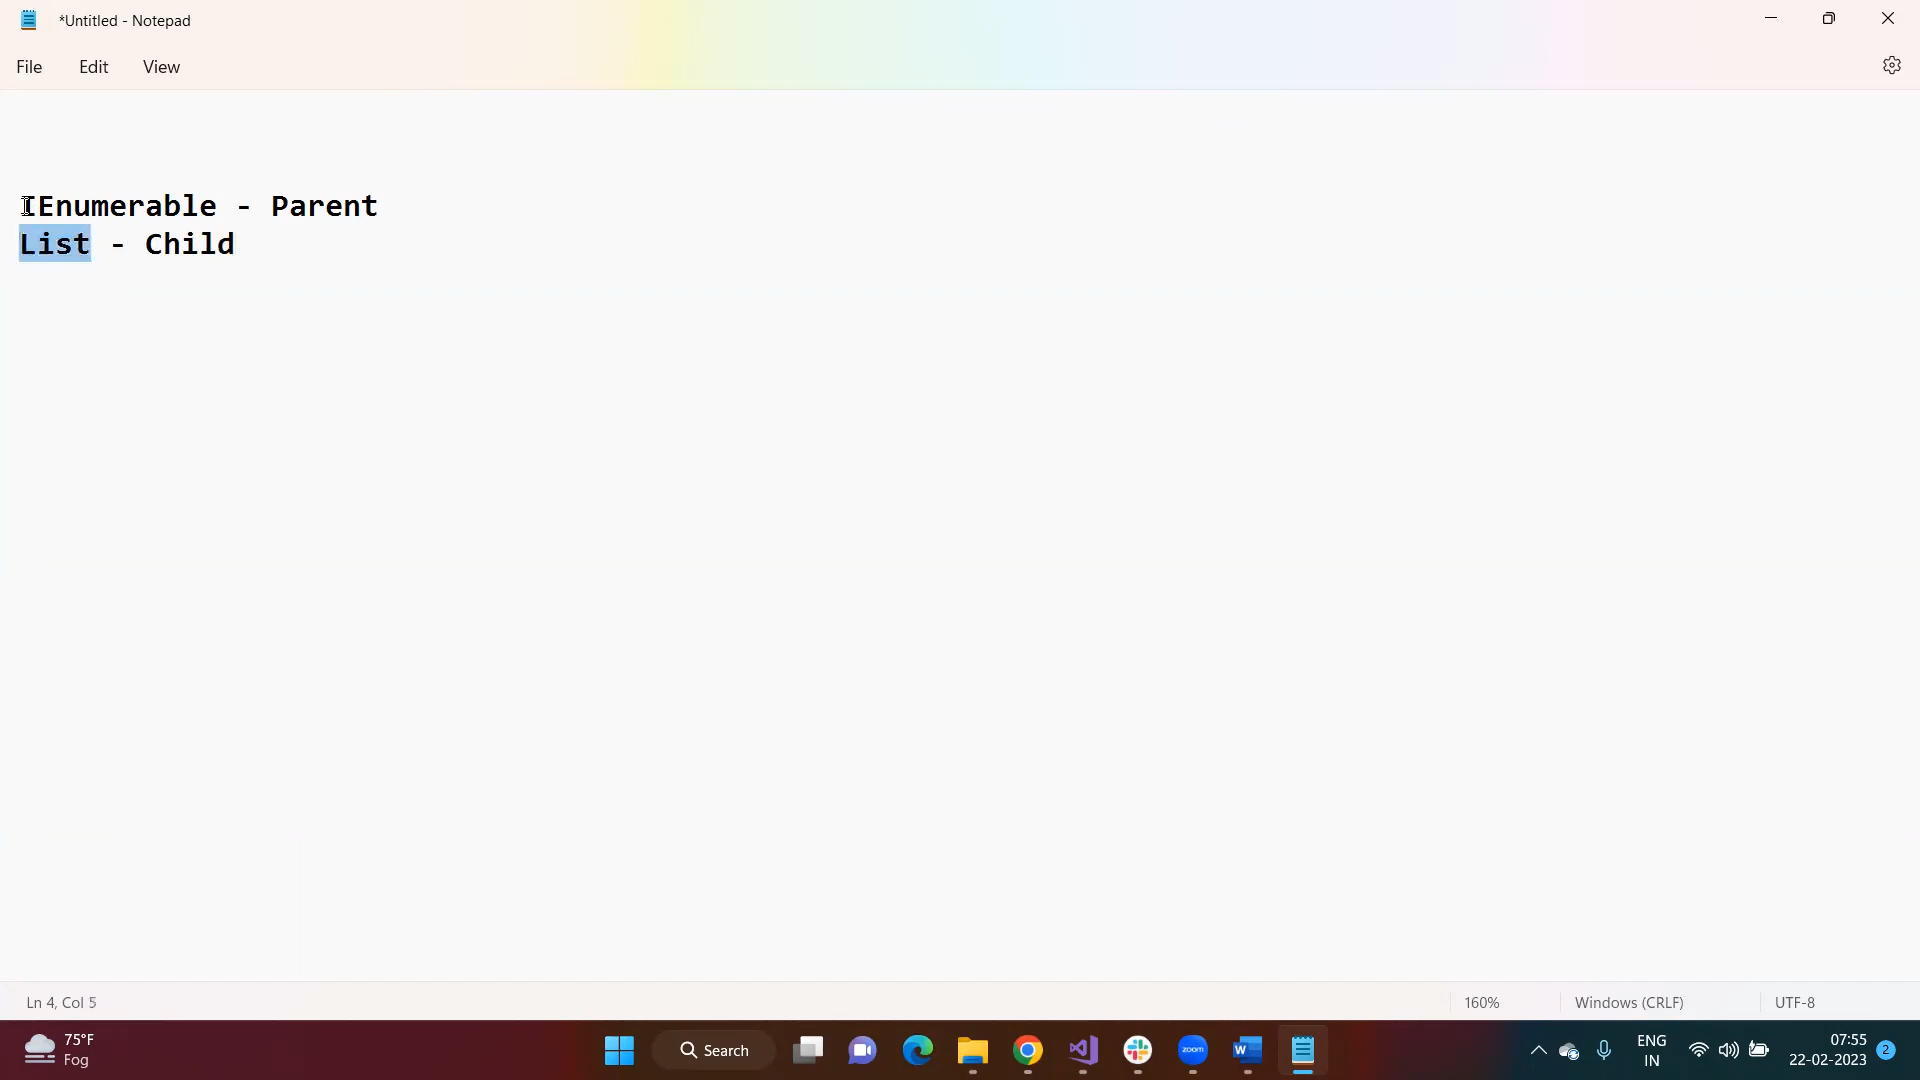 *Untitled - Notepad
File Edit View
IEnumerable - Parent
List - Child
Ln 4, Col 5 160% Windows (CRLF) UTF-8
75°F
Fog
Search
zoom
W
ENG
IN
07:55
22-02-2023
2